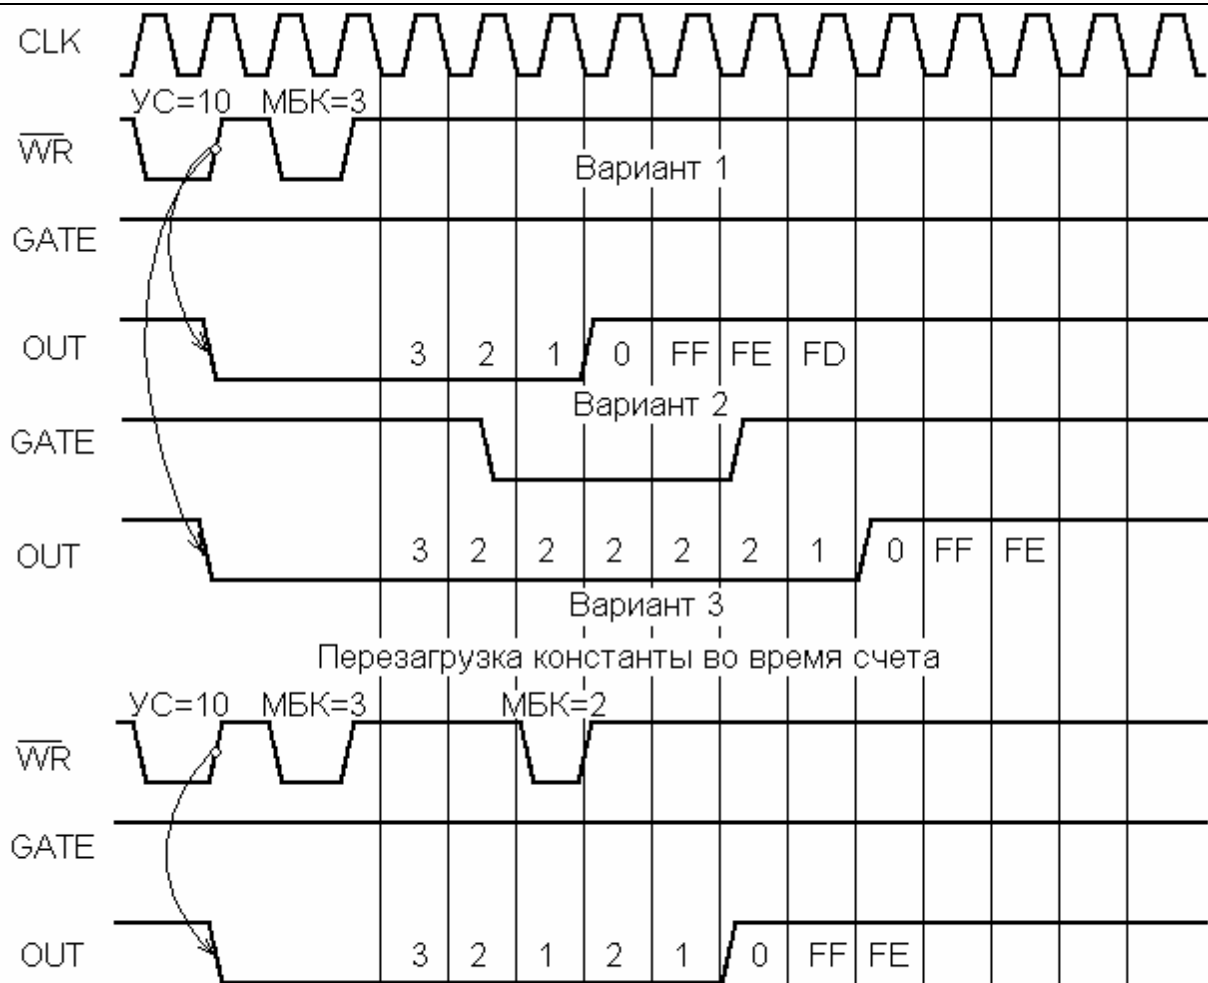 CLK
УС=10 МБК=3
WR
Вариант 1
GATE
OUT 3 2 1 0 FF FE FD
Вариант 2
GATE
OUT 3 2 2 2 2 2 1 0 FF FE
Вариант 3
Перезагрузка константы во время счета
УС=10 МБК=3 МБК=2
WR
GATE
OUT 3 2 1 2 1 0 FF FE